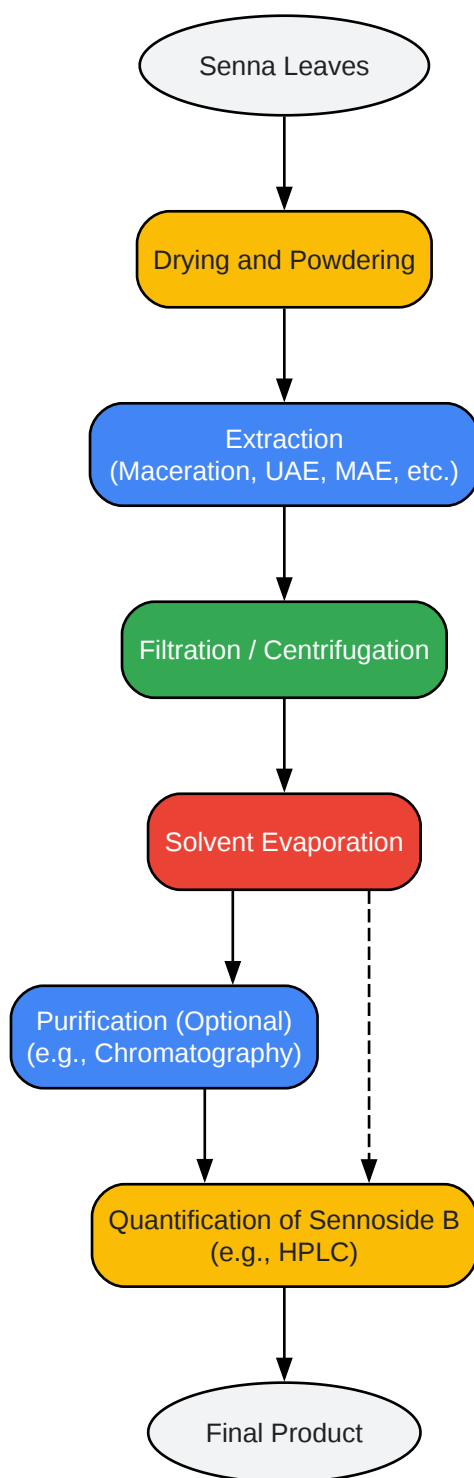 Senna Leaves
Drying and Powdering
Extraction
(Maceration, UAE, MAE, etc.)
Filtration / Centrifugation
Solvent Evaporation
Purification (Optional)
(e.g., Chromatography)
Quantification of Sennoside B
(e.g., HPLC)
Final Product